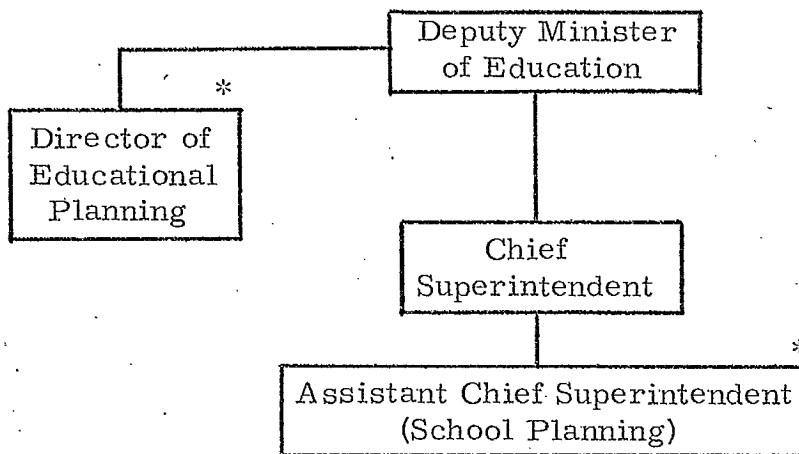 Deputy Minister
of Education
*
Director of
Educational
Planning
Chief
Superintendent
*
Assistant Chief Superintendent
(School Planning)